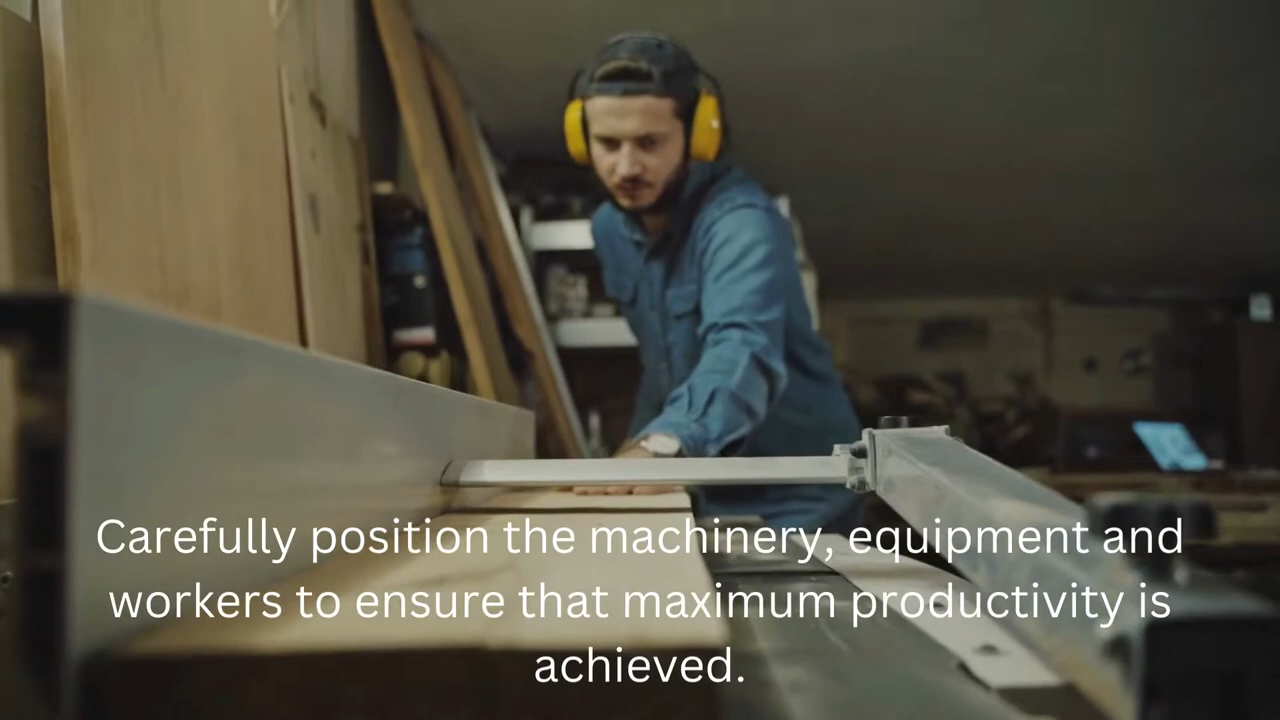 Carefully position the machinery, equipment and
workers to ensure that maximum productivity is
achieved.